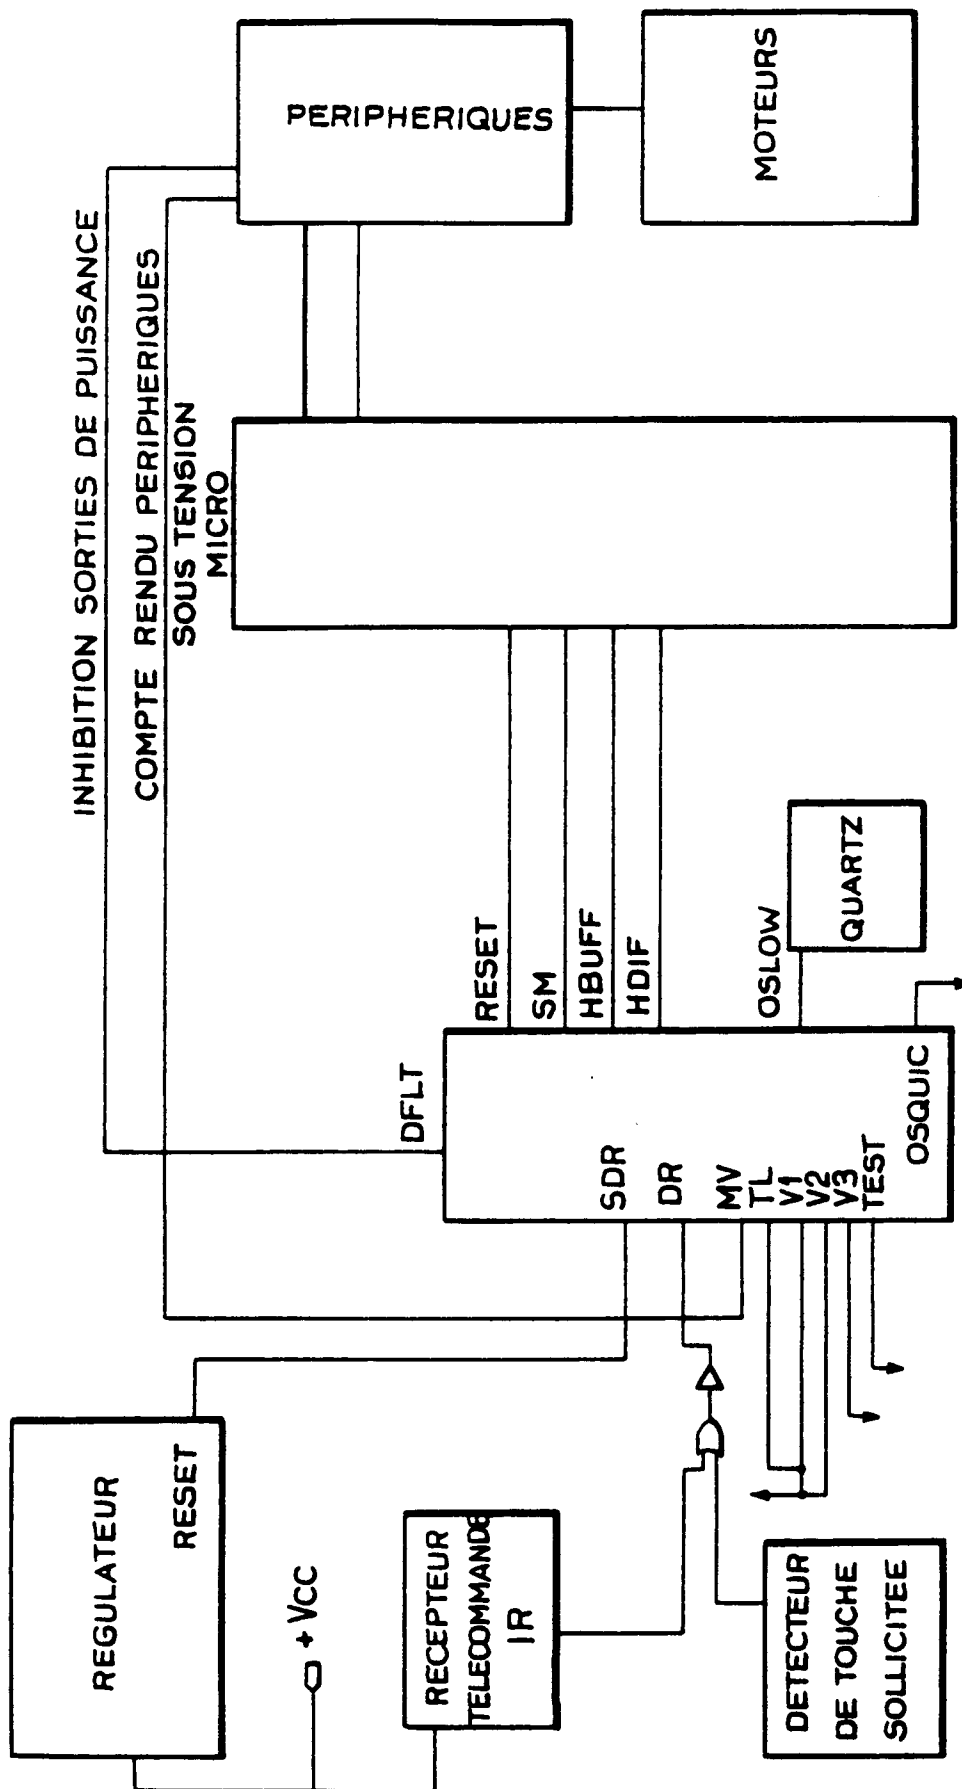 INHIBITION SORTIES DE PUISSANCE
COMPTE RENDU PERIPHERIQUES
SOUS TENSION
MICRO
PERIPHERIQUES
MOTEURS
REGULATEUR
RESET
+VCC
RECEPTEUR
TELECOMMANDE
IR
DETECTEUR
DE TOUCHE
SOLLICITEE
DFLT
SDR
DR
MV
TL
V1
V2
V3
TEST
OSQUIC
RESET
SM
HBUFF
HDIF
OSLOW
QUARTZ